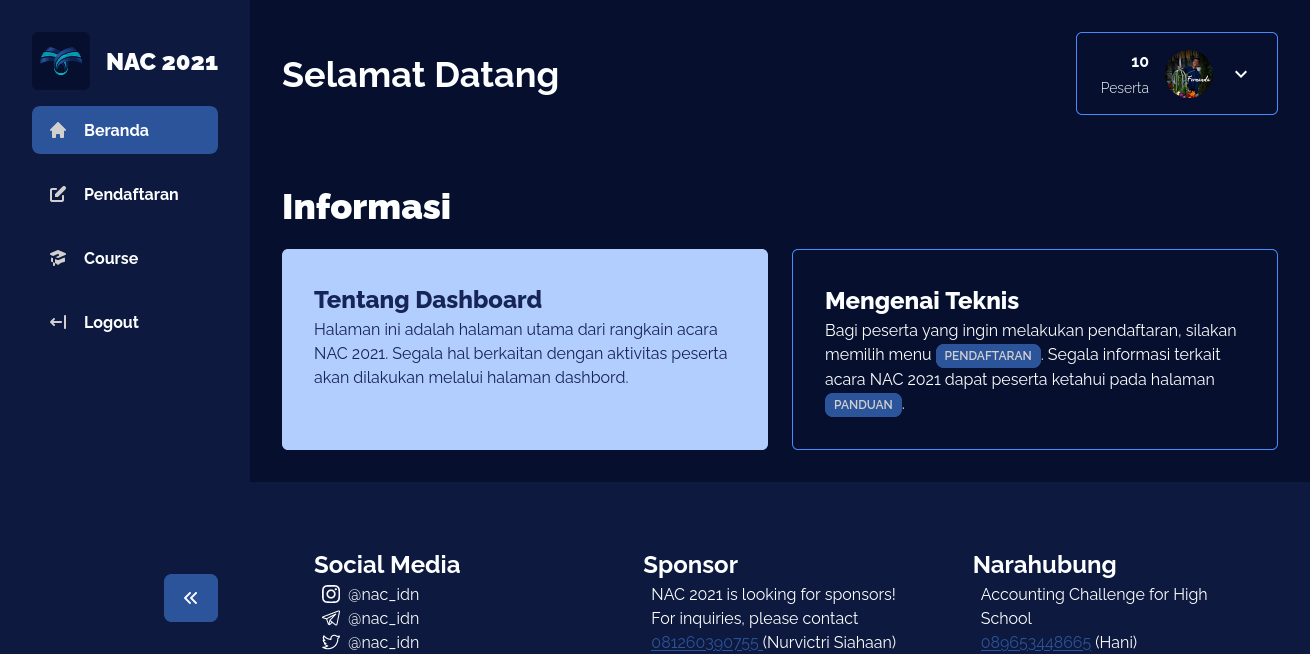 NAC 2021
Beranda
Pendaftaran
Course
Logout
Selamat Datang
10
Peserta
Informasi
Tentang Dashboard
Halaman ini adalah halaman utama dari rangkain acara
NAC 2021. Segala hal berkaitan dengan aktivitas peserta
akan dilakukan melalui halaman dashbord.
Mengenai Teknis
Bagi peserta yang ingin melakukan pendaftaran, silakan
memilih menu PENDAFTARAN. Segala informasi terkait
acara NAC 2021 dapat peserta ketahui pada halaman
PANDUAN.
Social Media
@nac_idn
@nac_idn
@nac_idn
Sponsor
NAC 2021 is looking for sponsors!
For inquiries, please contact
081260390755 (Nurvictri Siahaan)
Narahubung
Accounting Challenge for High
School
089653448665 (Hani)